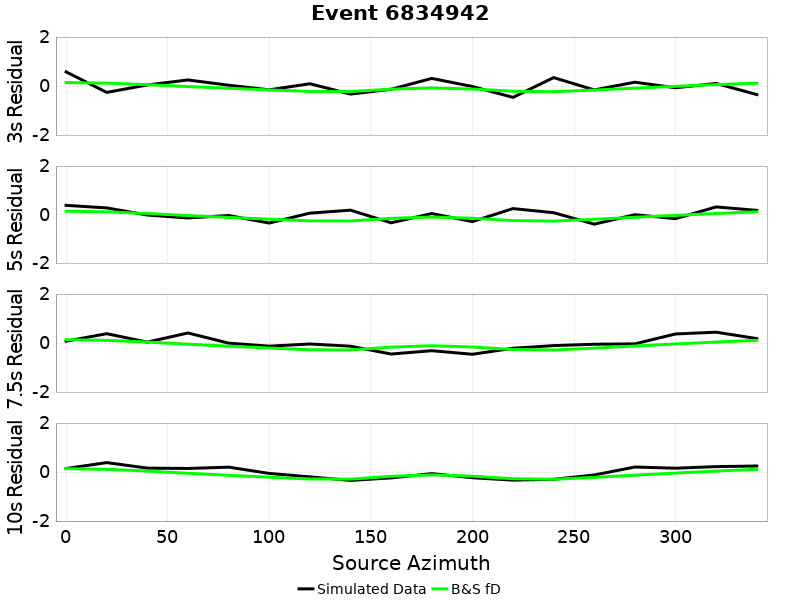 Event 6834942
3s Residual
2
0
-2
5s Residual
2
0
-2
7.5s Residual
2
0
-2
10s Residual
2
0
-2
0 50 100 150 200 250 300
Source Azimuth
Simulated Data B&S fD